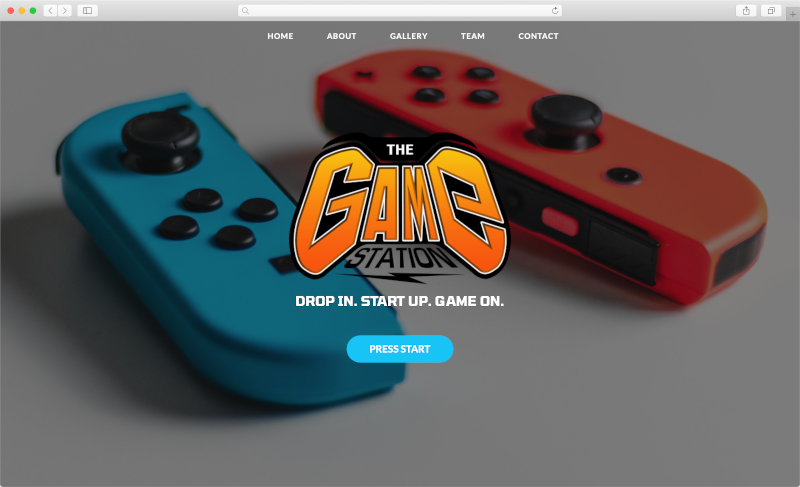 HOME ABOUT GALLERY TEAM CONTACT
THE
GAME
STATION
DROP IN. START UP. GAME ON.
PRESS START